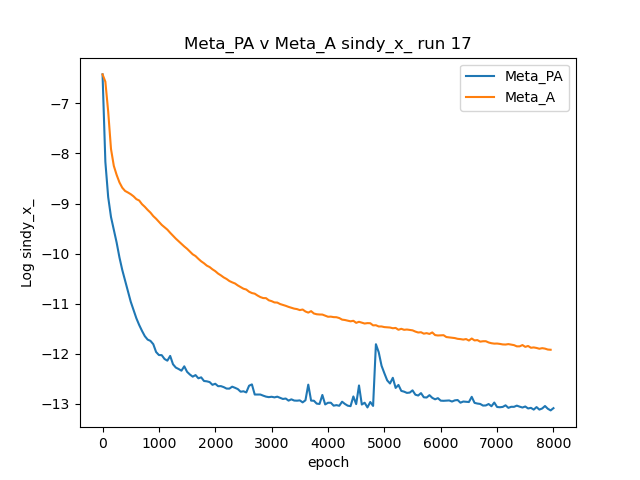 Meta_PA v Meta_A sindy_x_ run 17
Meta_PA
Meta_A
Log sindy_x_
−7
−8
−9
−10
−11
−12
−13
0 1000 2000 3000 4000 5000 6000 7000 8000
epoch